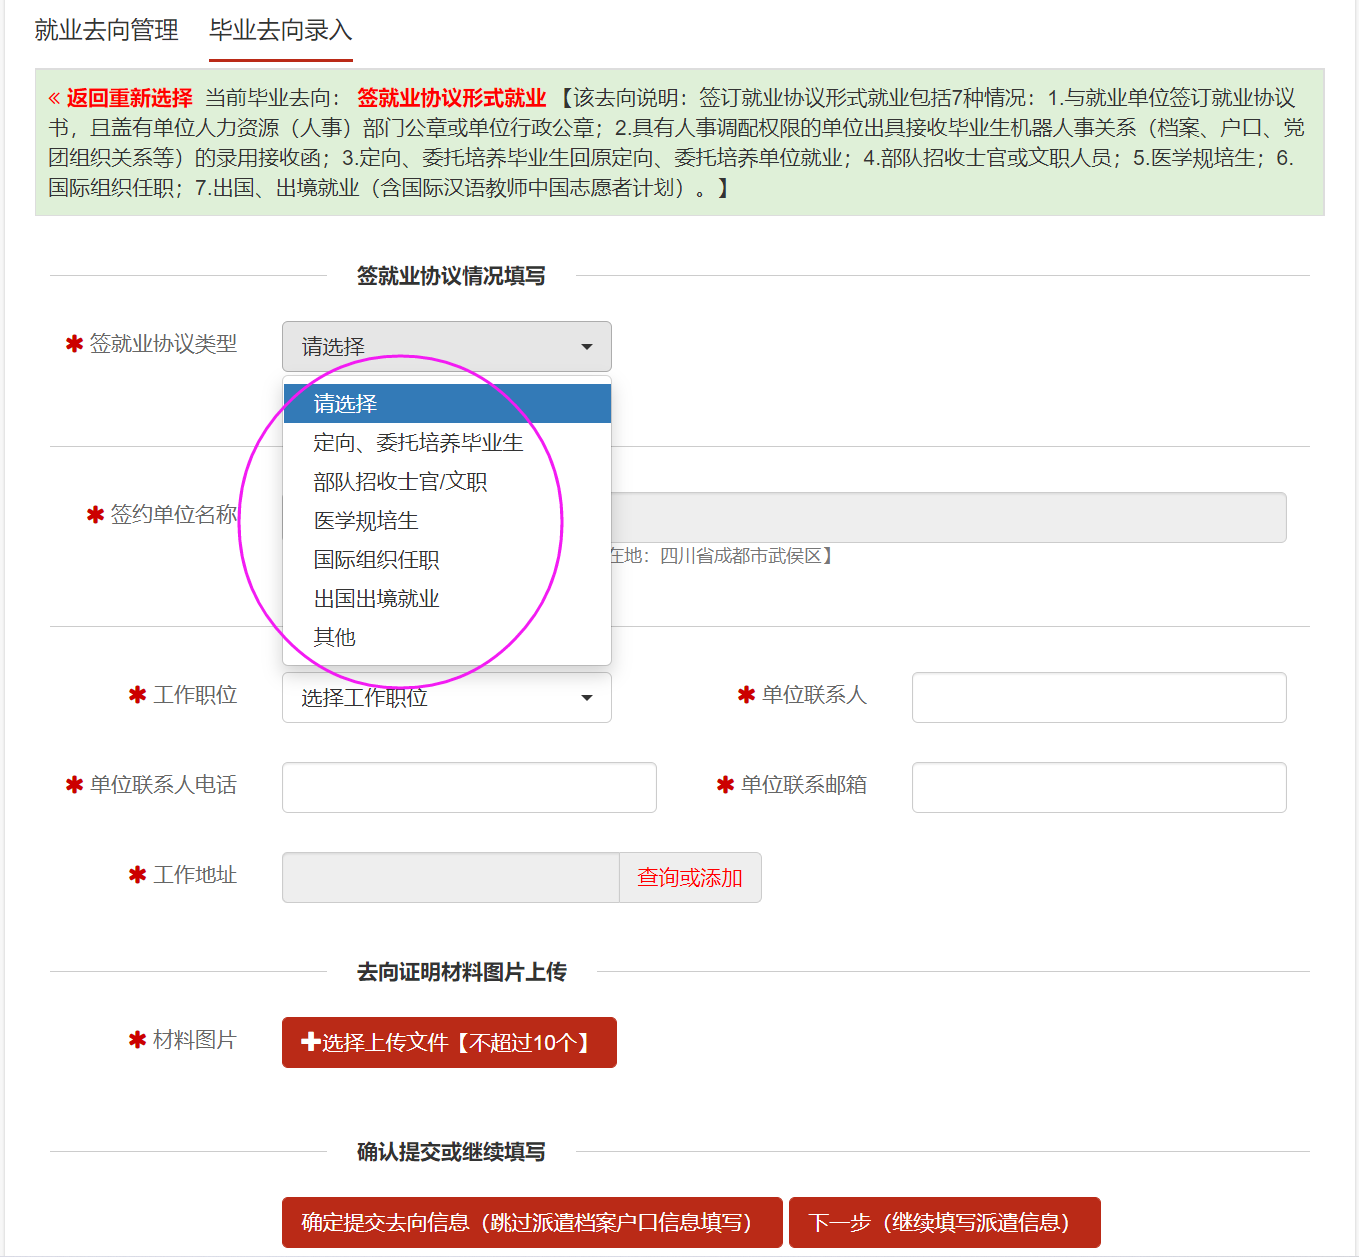 就业去向管理 毕业去向录入
« 返回重新选择 当前毕业去向： 签就业协议形式就业 【该去向说明：签订就业协议形式就业包括7种情况：1.与就业单位签订就业协议
书，且盖有单位人力资源（人事）部门公章或单位行政公章；2.具有人事调配权限的单位出具接收毕业生机器人事关系（档案、户口、党
团组织关系等）的录用接收函；3.定向、委托培养毕业生回原定向、委托培养单位就业；4.部队招收士官或文职人员；5.医学规培生；6.
国际组织任职；7.出国、出境就业（含国际汉语教师中国志愿者计划）。】
签就业协议情况填写
✱ 签就业协议类型 请选择
请选择
定向、委托培养毕业生
部队招收士官/文职
✱ 签约单位名称
医学规培生
国际组织任职
在地：四川省成都市武侯区】
出国出境就业
其他
✱ 工作职位 选择工作职位 ✱ 单位联系人
✱ 单位联系人电话 ✱ 单位联系邮箱
✱ 工作地址 查询或添加
去向证明材料图片上传
✱ 材料图片 ✚选择上传文件【不超过10个】
确认提交或继续填写
确定提交去向信息（跳过派遣档案户口信息填写） 下一步（继续填写派遣信息）